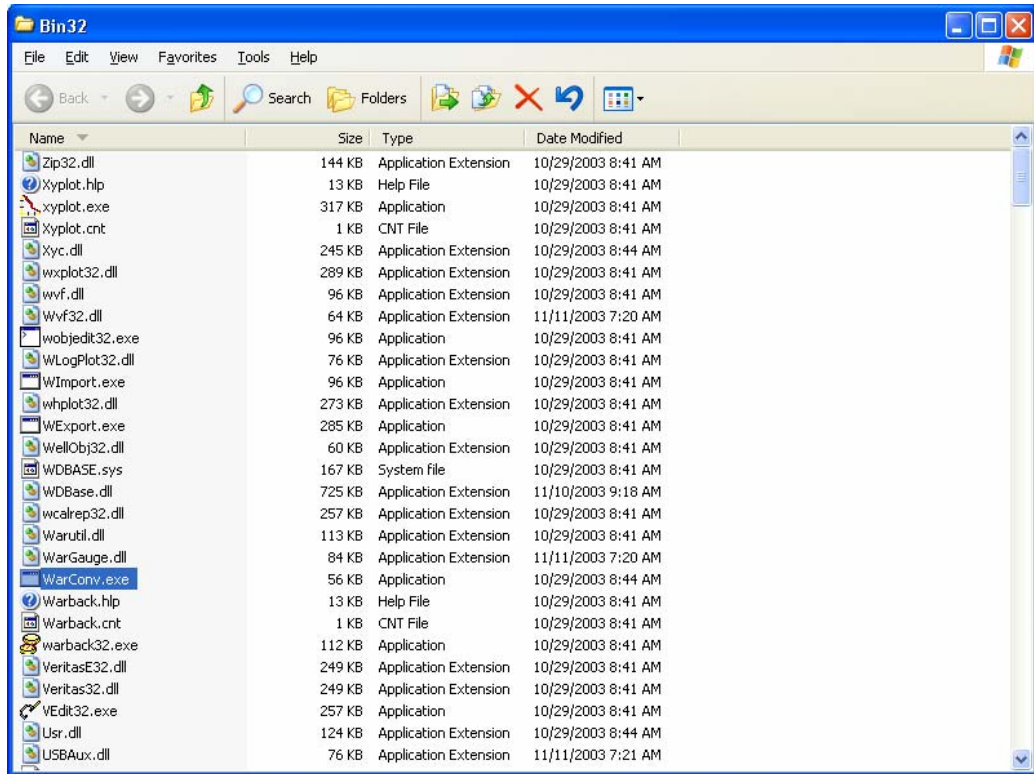 Bin32
File Edit View Favorites Tools Help
Back Search Folders
Name Size Type Date Modified
Zip32.dll 144 KB Application Extension 10/29/2003 8:41 AM
Xyplot.hlp 13 KB Help File 10/29/2003 8:41 AM
xyplot.exe 317 KB Application 10/29/2003 8:41 AM
Xyplot.cnt 1 KB CNT File 10/29/2003 8:41 AM
Xyc.dll 245 KB Application Extension 10/29/2003 8:44 AM
wxplot32.dll 289 KB Application Extension 10/29/2003 8:41 AM
wvf.dll 96 KB Application Extension 10/29/2003 8:41 AM
Wvf32.dll 64 KB Application Extension 11/11/2003 7:20 AM
wobjedit32.exe 96 KB Application 10/29/2003 8:41 AM
WLogPlot32.dll 76 KB Application Extension 10/29/2003 8:41 AM
WImport.exe 96 KB Application 10/29/2003 8:41 AM
whplot32.dll 273 KB Application Extension 10/29/2003 8:41 AM
WExport.exe 285 KB Application 10/29/2003 8:41 AM
WellObj32.dll 60 KB Application Extension 10/29/2003 8:41 AM
WDBASE.sys 167 KB System file 10/29/2003 8:41 AM
WDBase.dll 725 KB Application Extension 11/10/2003 9:18 AM
wcalrep32.dll 257 KB Application Extension 10/29/2003 8:41 AM
Warutil.dll 113 KB Application Extension 10/29/2003 8:41 AM
WarGauge.dll 84 KB Application Extension 11/11/2003 7:20 AM
WarConv.exe 56 KB Application 10/29/2003 8:44 AM
Warback.hlp 13 KB Help File 10/29/2003 8:41 AM
Warback.cnt 1 KB CNT File 10/29/2003 8:41 AM
warback32.exe 112 KB Application 10/29/2003 8:41 AM
VeritasE32.dll 249 KB Application Extension 10/29/2003 8:41 AM
Veritas32.dll 249 KB Application Extension 10/29/2003 8:41 AM
VEdit32.exe 257 KB Application 10/29/2003 8:41 AM
Usr.dll 124 KB Application Extension 10/29/2003 8:44 AM
USBAux.dll 76 KB Application Extension 11/11/2003 7:21 AM